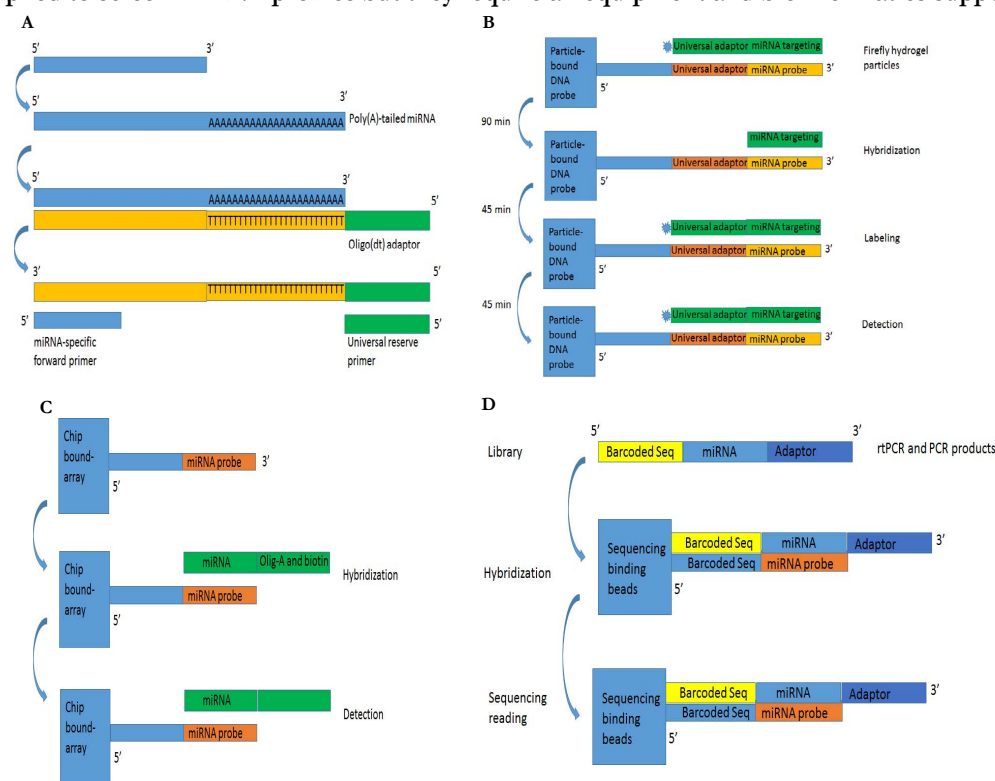 A
5′ 3′
5′ 3′
AAAAAAAAAAAAAAAAAAAAAAA Poly(A)-tailed miRNA
5′ 3′
AAAAAAAAAAAAAAAAAAAAAAA 5′
TTTTTTTTTTTTTTTTTTTTTTT
Oligo(dt) adaptor
3′ 5′
TTTTTTTTTTTTTTTTTTTTTTT
5′ 5′
miRNA-specific
forward primer
Universal reserve
primer
B
Particle-
bound
DNA
probe
Universal adaptor miRNA targeting
Universal adaptor miRNA probe 3′
5′
Firefly hydrogel
particles
90 min
Particle-
bound
DNA
probe
miRNA targeting
Universal adaptor miRNA probe 3′
5′
Hybridization
45 min
Particle-
bound
DNA
probe
Universal adaptor miRNA targeting
Universal adaptor miRNA probe 3′
5′
Labeling
45 min
Particle-
bound
DNA
probe
Universal adaptor miRNA targeting
Universal adaptor miRNA probe 3′
5′
Detection
C
Chip
bound-
array
miRNA probe 3′
5′
Chip
bound-
array
miRNA Olig-A and biotin
miRNA probe
5′
Hybridization
Chip
bound-
array
miRNA
miRNA probe
5′
Detection
D
5′ 3′
Library Barcoded Seq miRNA Adaptor rtPCR and PCR products
Hybridization
Sequencing
binding
beads
Barcoded Seq miRNA Adaptor 3′
Barcoded Seq miRNA probe
5′
Sequencing
reading
Sequencing
binding
beads
Barcoded Seq miRNA Adaptor 3′
Barcoded Seq miRNA probe
5′